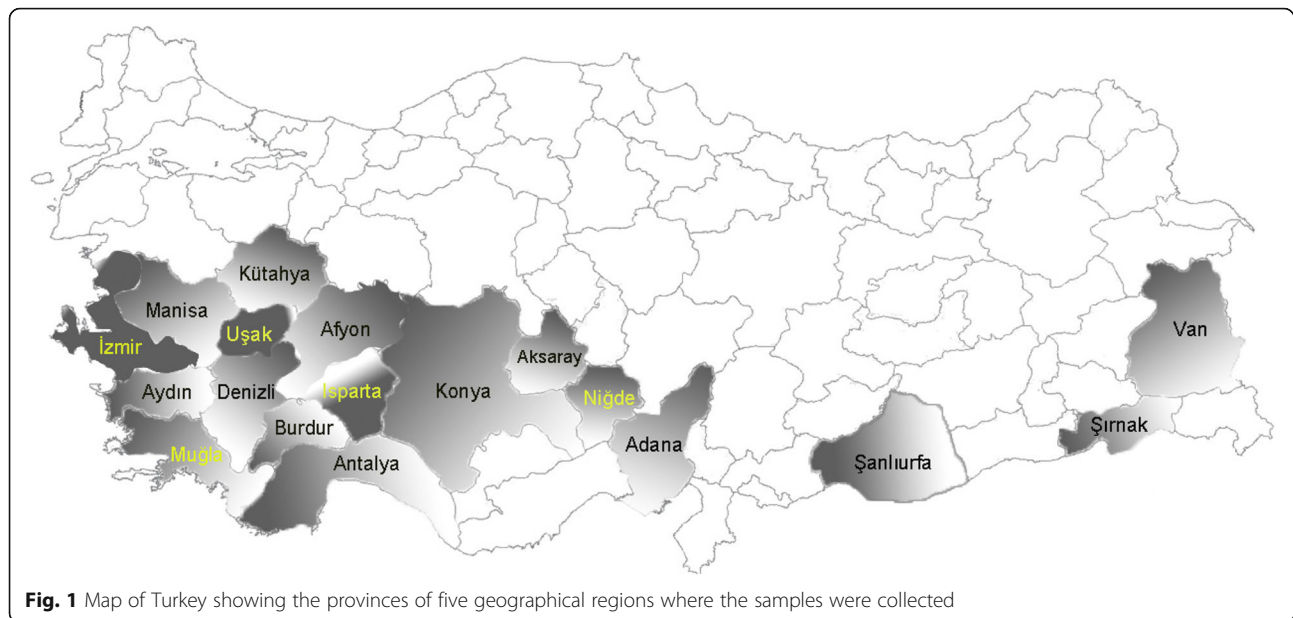 Kütahya
Manisa
Uşak
Afyon
İzmir
Aksaray
Van
Aydın
Denizli
Isparta
Konya
Niğde
Burdur
Şırnak
Adana
Muğla
Antalya
Şanlıurfa
Fig. 1 Map of Turkey showing the provinces of five geographical regions where the samples were collected